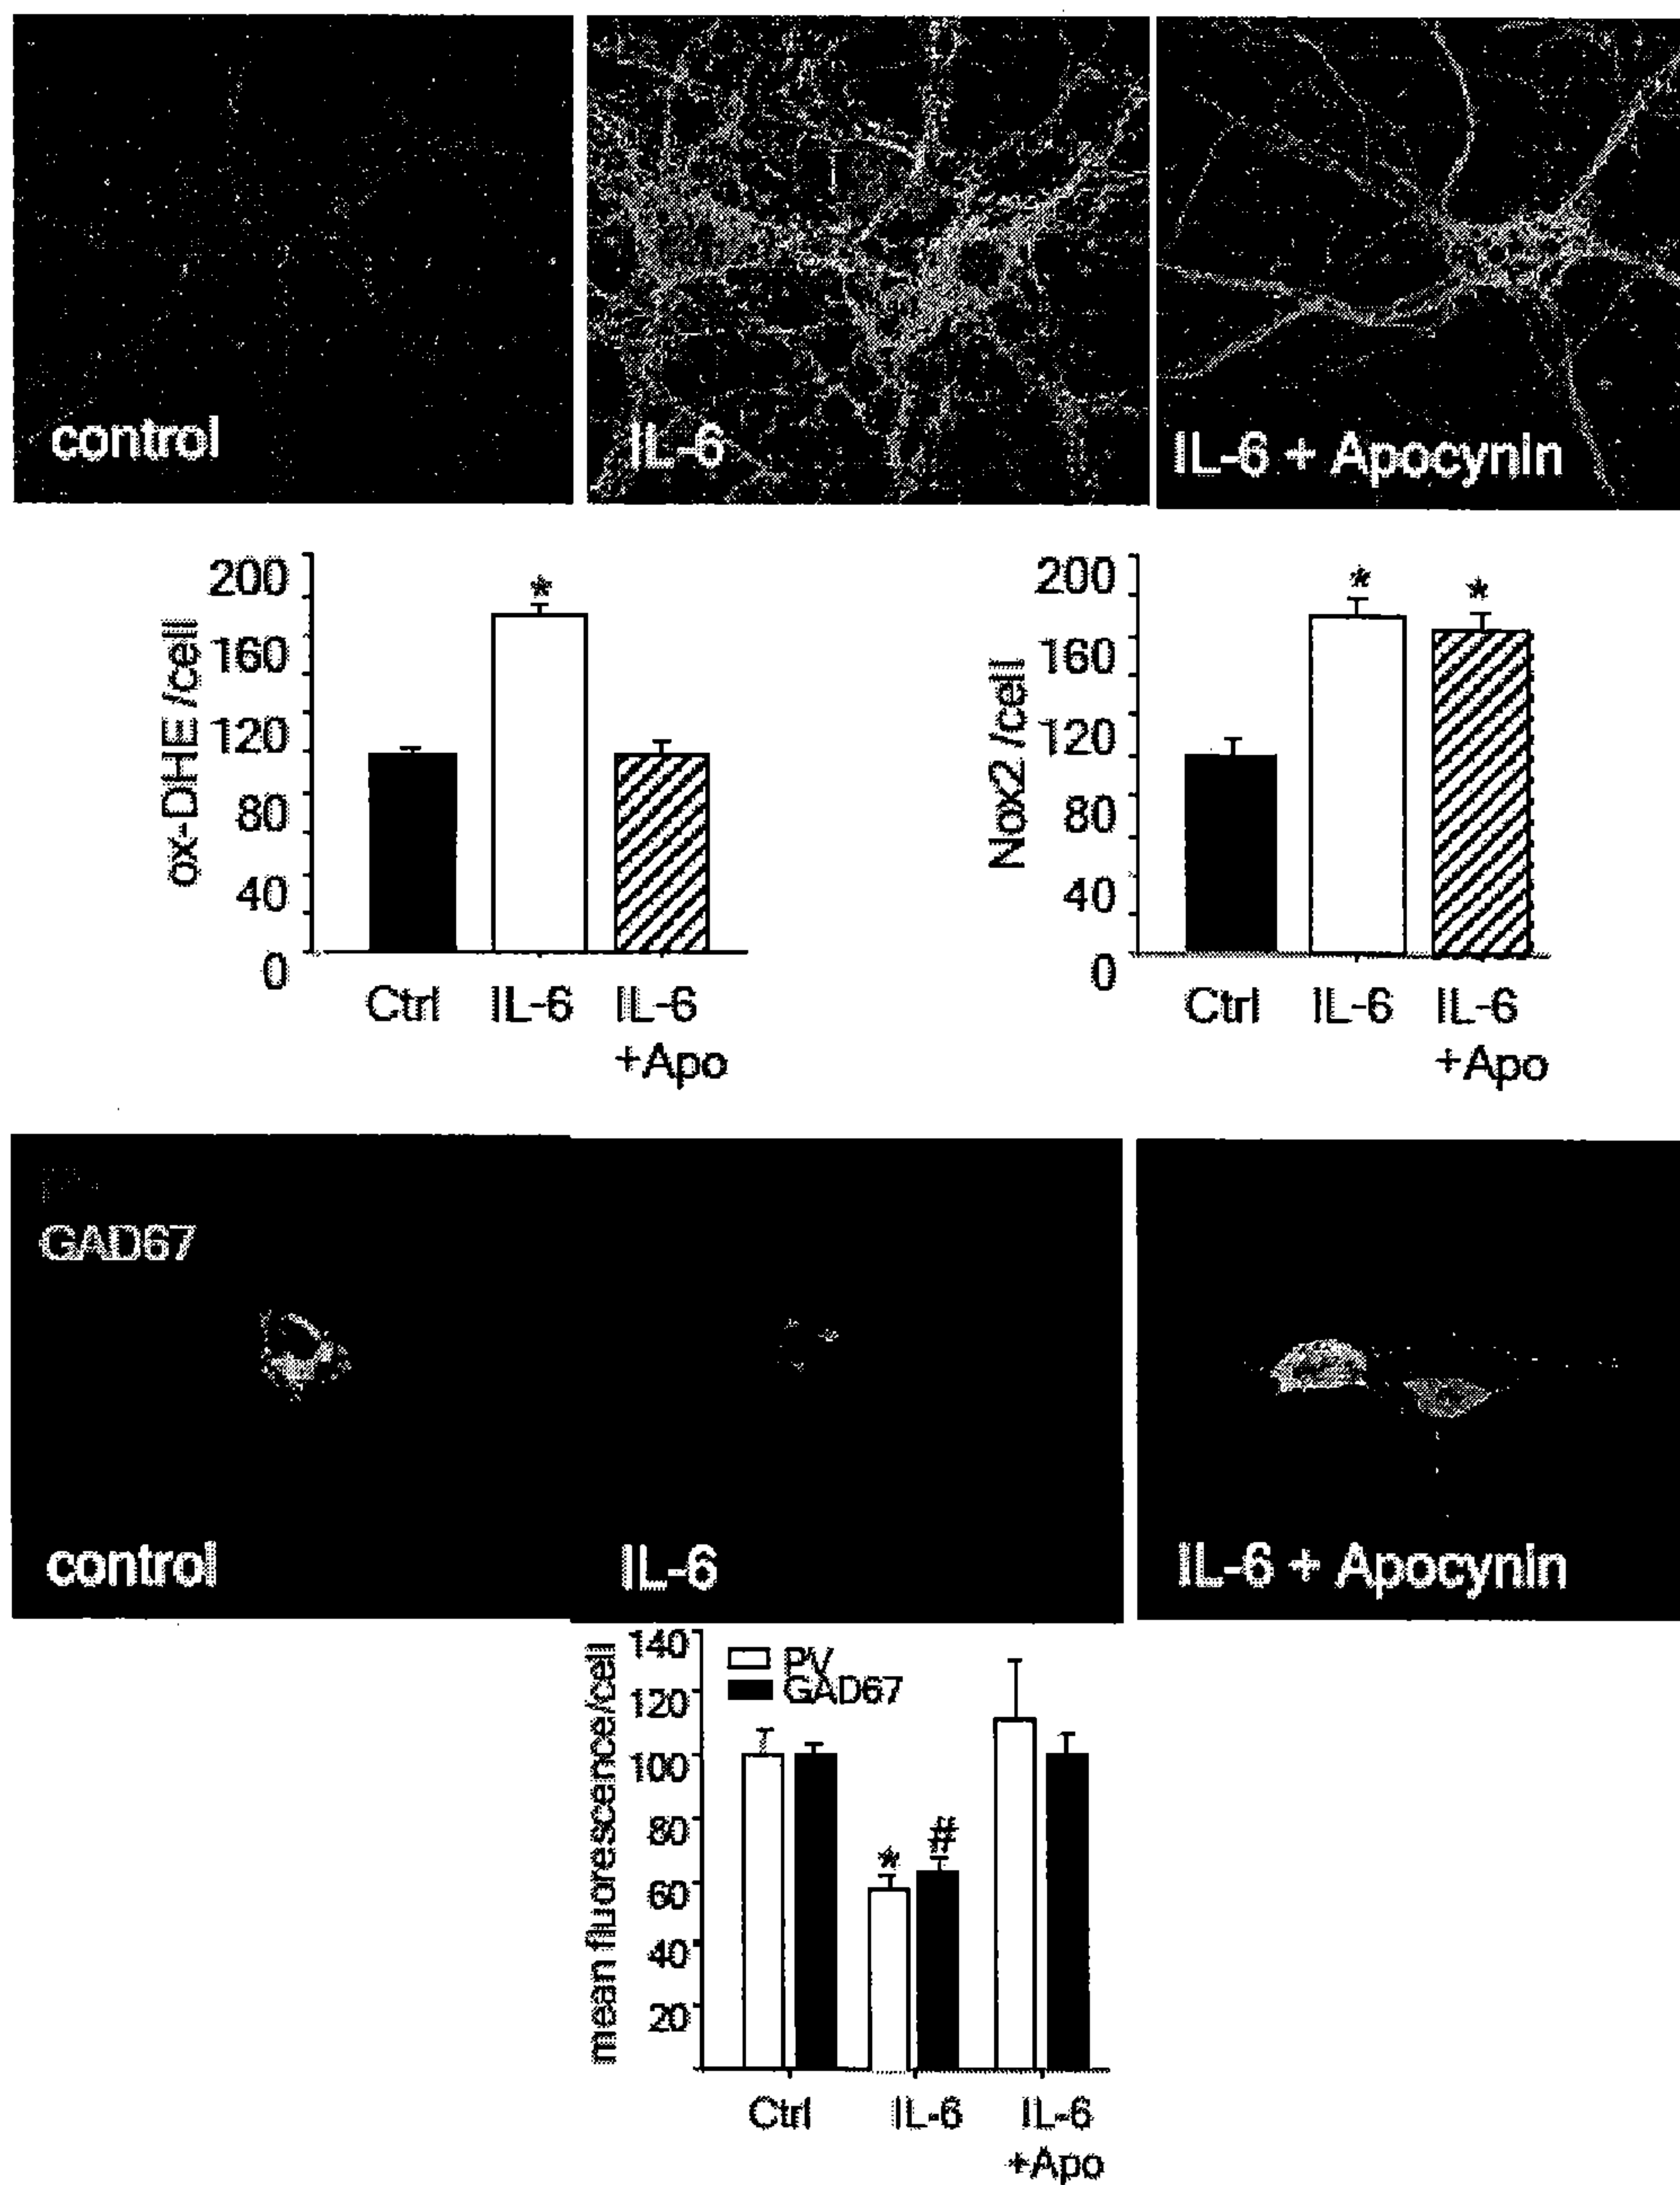 control
IL-6
IL-6 + Apocynin
ox-DHE /cell
200
160
120
80
40
0
*
Ctrl
IL-6
IL-6
+Apo
Nox2 /cell
200
160
120
80
40
0
*
*
Ctrl
IL-6
IL-6
+Apo
GAD67
control
IL-6
IL-6 + Apocynin
mean fluorescence/cell
140
120
100
80
60
40
20
PV
GAD67
*
#
Ctrl
IL-6
IL-6
+Apo